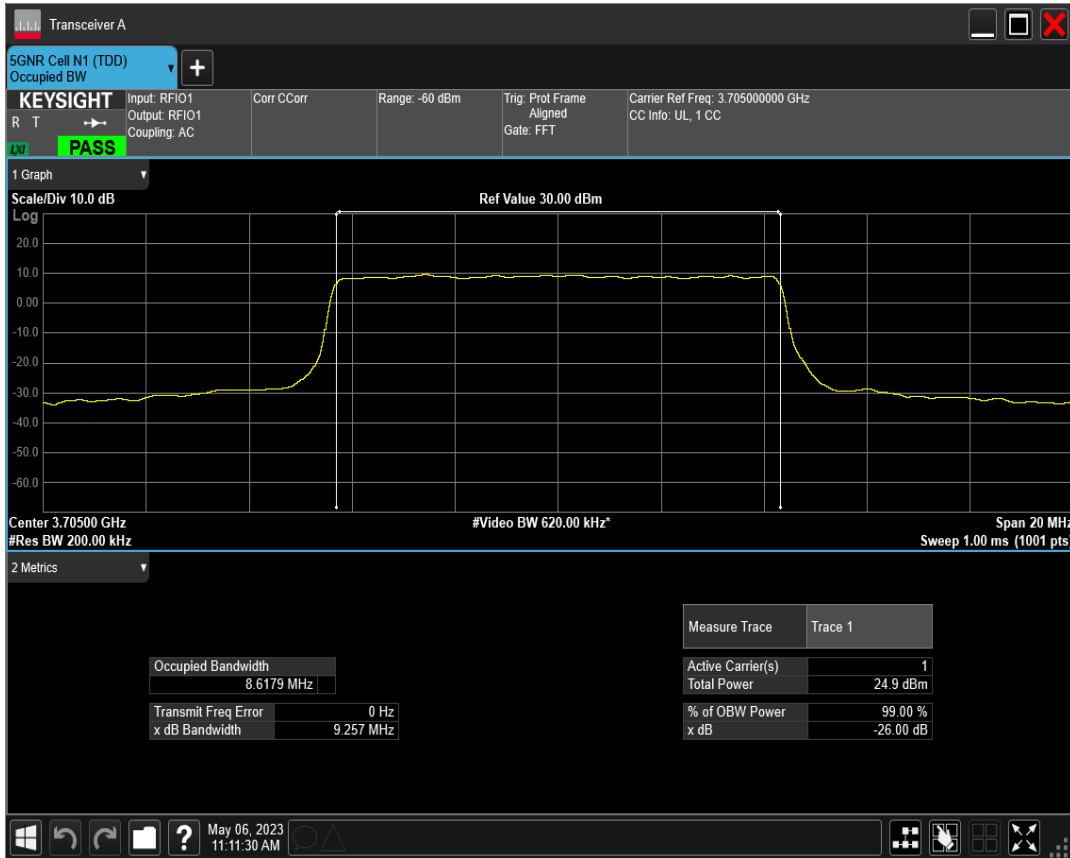 Transceiver A
5GNR Cell N1 (TDD)
Occupied BW
+
KEYSIGHT
R T
LXI
PASS
Input: RFIO1
Output: RFIO1
Coupling: AC
Corr CCorr
Range: -60 dBm
Trig: Prot Frame
Aligned
Gate: FFT
Carrier Ref Freq: 3.705000000 GHz
CC Info: UL, 1 CC
1 Graph
Scale/Div 10.0 dB
Ref Value 30.00 dBm
Log
20.0
10.0
0.00
-10.0
-20.0
-30.0
-40.0
-50.0
-60.0
Center 3.70500 GHz
#Video BW 620.00 kHz*
Span 20 MHz
#Res BW 200.00 kHz
Sweep 1.00 ms (1001 pts)
2 Metrics
Measure Trace Trace 1
Occupied Bandwidth
8.6179 MHz
Active Carrier(s) 1
Total Power 24.9 dBm
Transmit Freq Error 0 Hz
x dB Bandwidth 9.257 MHz
% of OBW Power 99.00 %
x dB -26.00 dB
?
May 06, 2023
11:11:30 AM